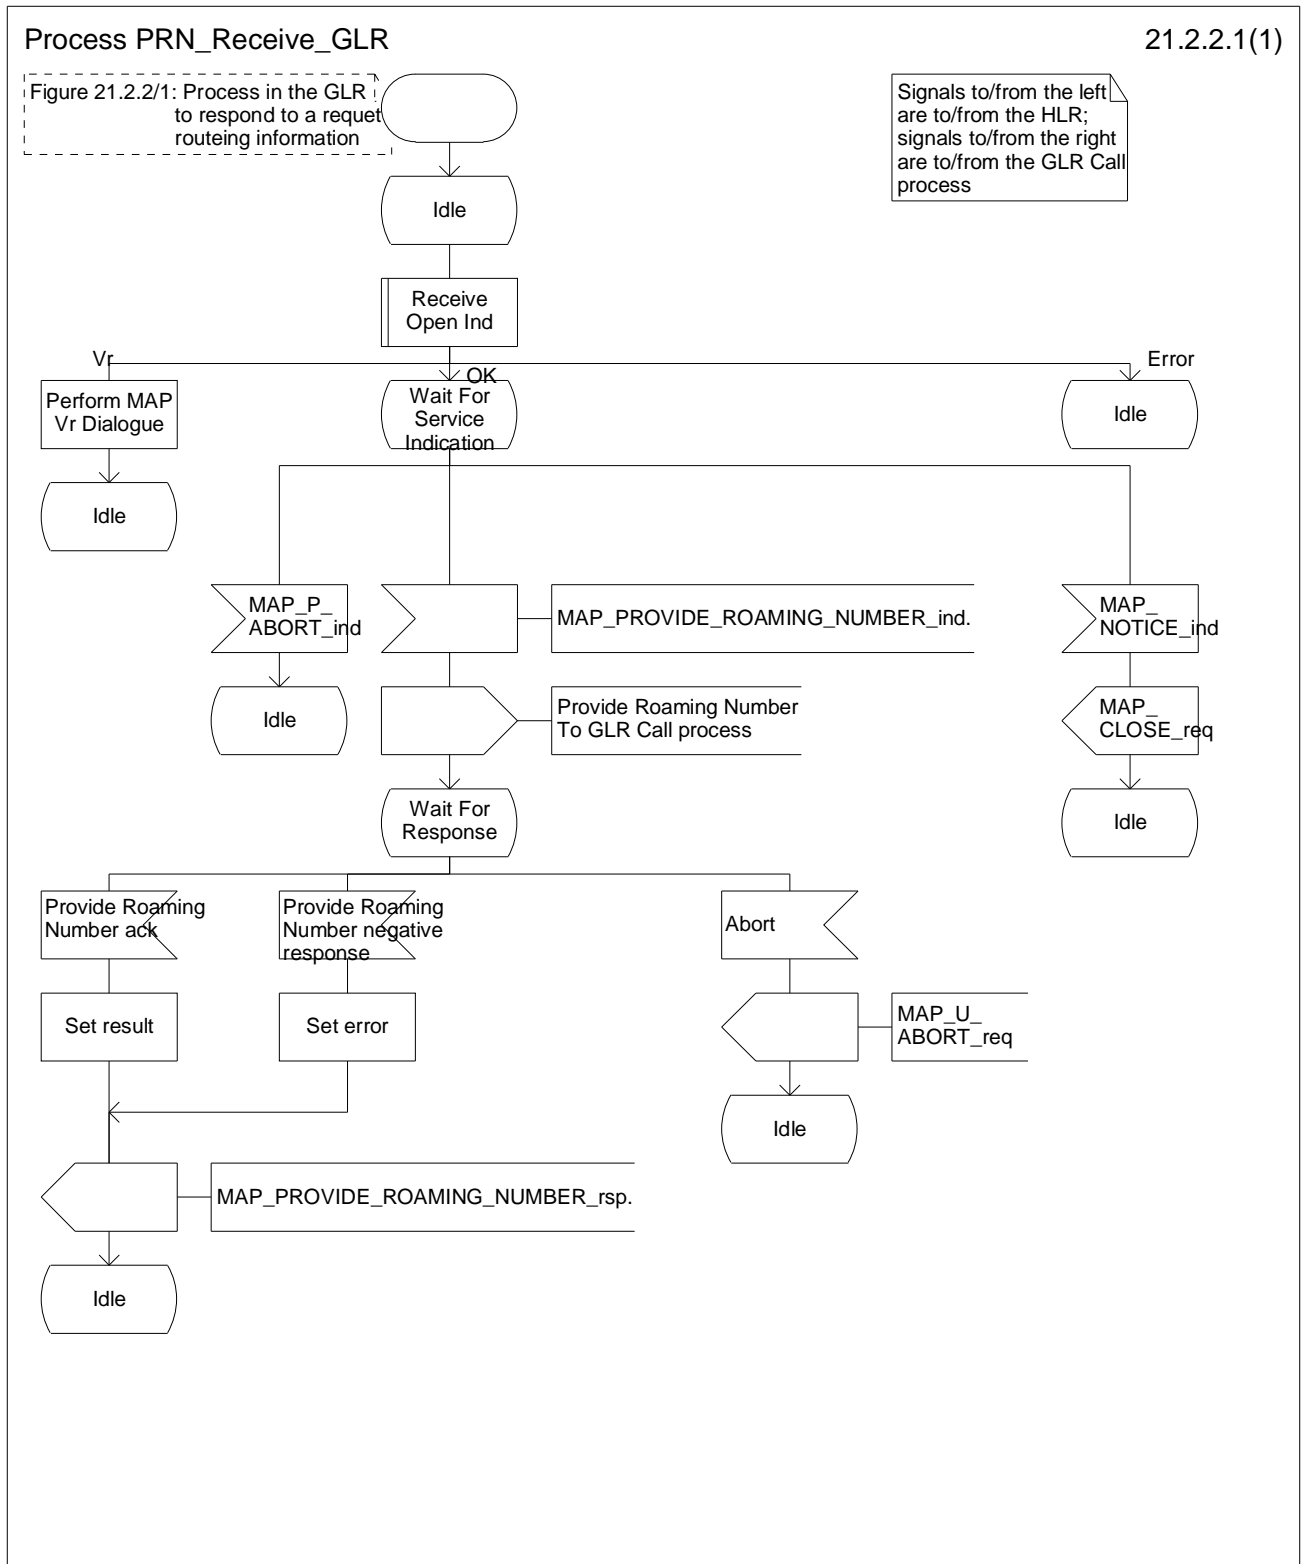 Process PRN_Receive_GLR
21.2.2.1(1)
Figure 21.2.2/1: Process in the GLR
to respond to a requet
routeing information
Signals to/from the left
are to/from the HLR;
signals to/from the right
are to/from the GLR Call
process
Idle
Receive
Open Ind
Vr
OK
Error
Perform MAP
Vr Dialogue
Wait For
Service
Indication
Idle
Idle
MAP_P_
ABORT_ind
MAP_PROVIDE_ROAMING_NUMBER_ind.
MAP_
NOTICE_ind
Idle
Provide Roaming Number
To GLR Call process
MAP_
CLOSE_req
Wait For
Response
Idle
Provide Roaming
Number ack
Provide Roaming
Number negative
response
Abort
Set result
Set error
MAP_U_
ABORT_req
Idle
MAP_PROVIDE_ROAMING_NUMBER_rsp.
Idle